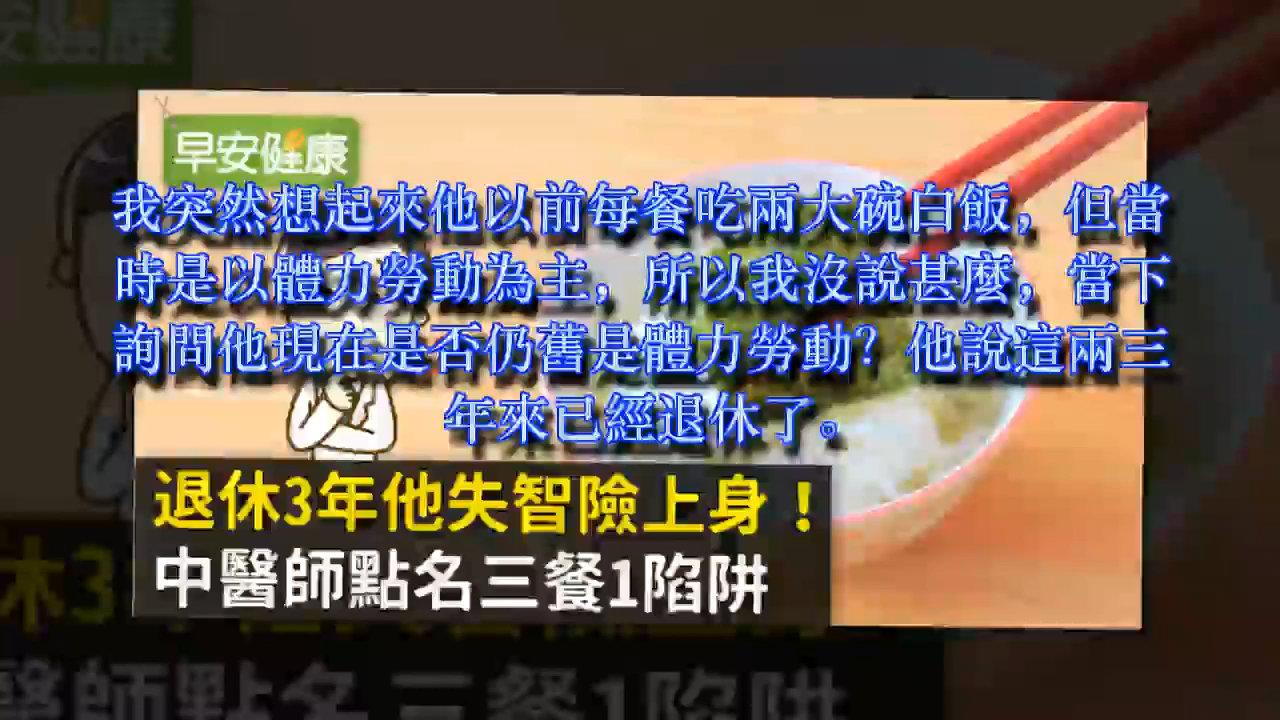 早安健康
我突然想起來他以前每餐吃兩大碗白飯，但當
時是以體力勞動為主，所以我沒說甚麼，當下
詢問他現在是否仍舊是體力勞動？他說這兩三
年來已經退休了。
退休3年他失智險上身！
中醫師點名三餐1陷阱